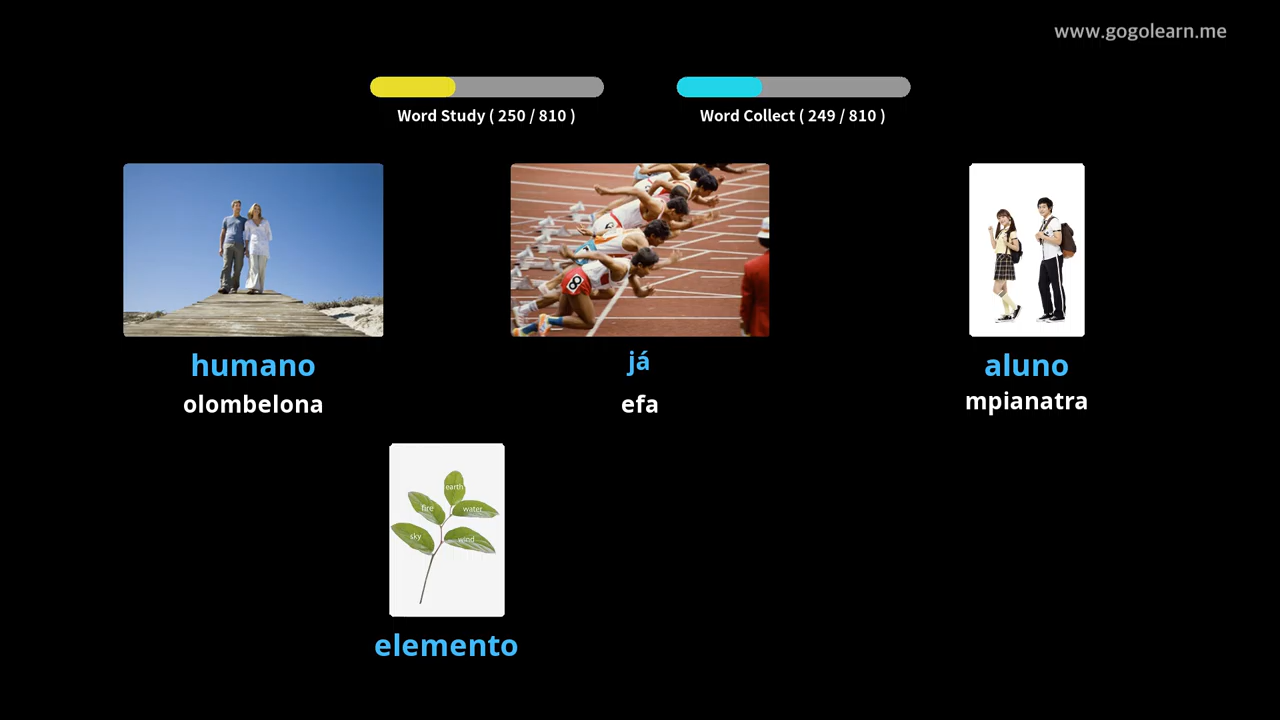 www.gogolearn.me
Word Study ( 250 / 810 )
Word Collect ( 249 / 810 )
humano
olombelona
já
efa
aluno
mpianatra
earth
fire
water
sky
wind
elemento